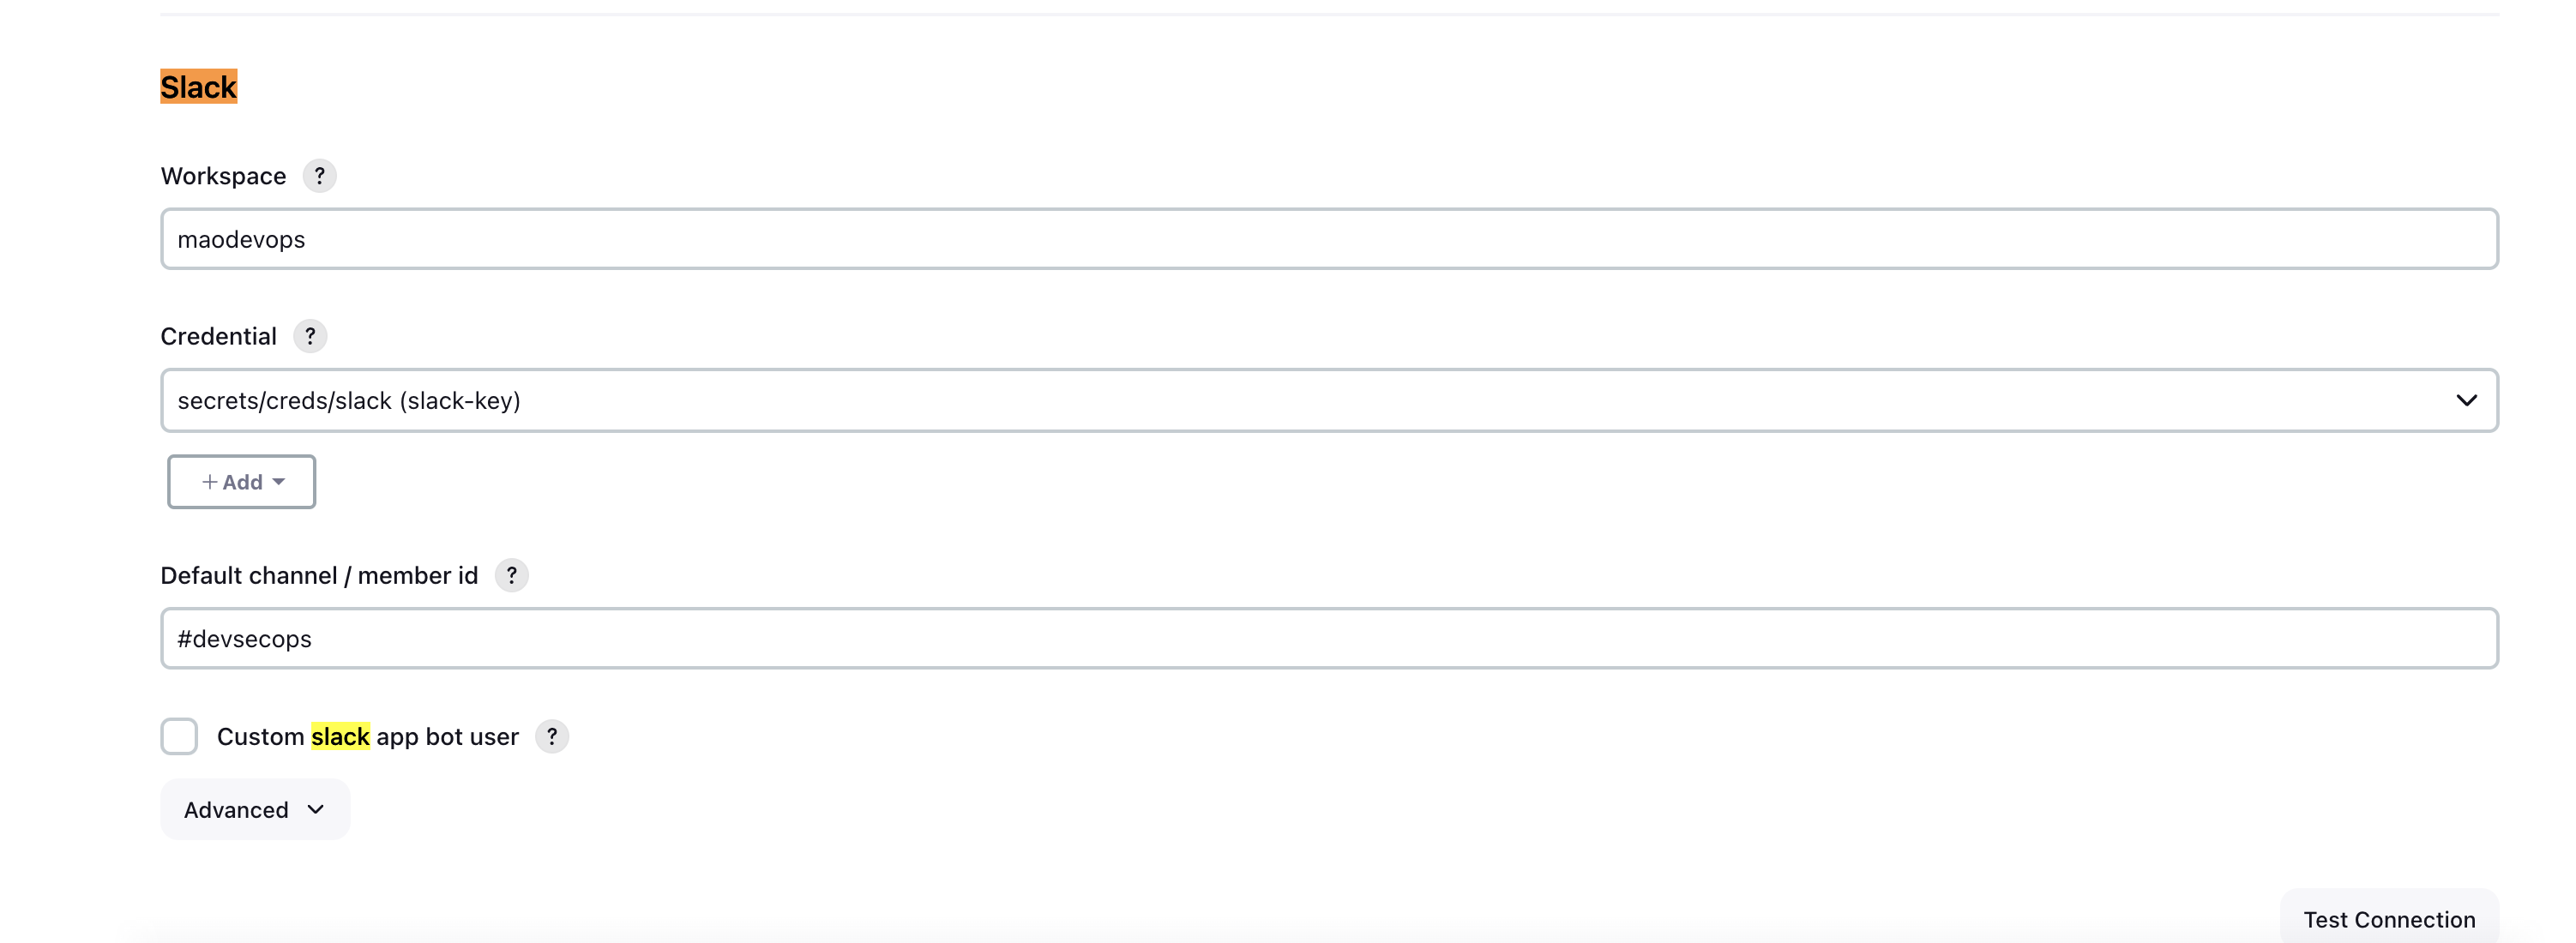 Slack
Workspace ?
maodevops
Credential ?
secrets/creds/slack (slack-key)
+ Add
Default channel / member id ?
#devsecops
Custom slack app bot user ?
Advanced
Test Connection